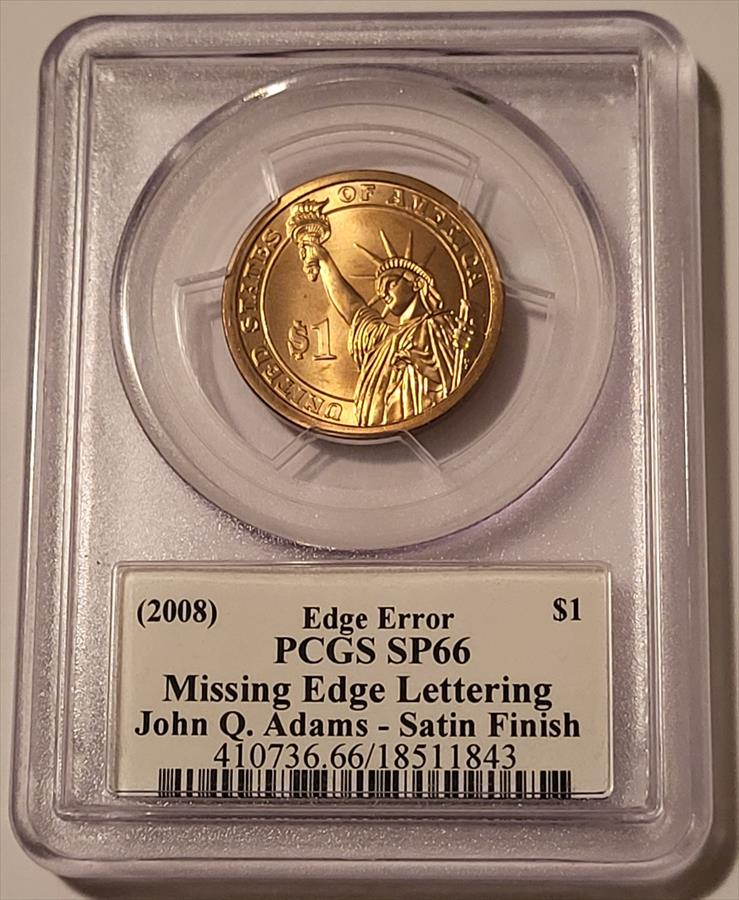 UNITED STATES OF AMERICA
$1
(2008) Edge Error $1
PCGS SP66
Missing Edge Lettering
John Q. Adams - Satin Finish
410736.66/18511843